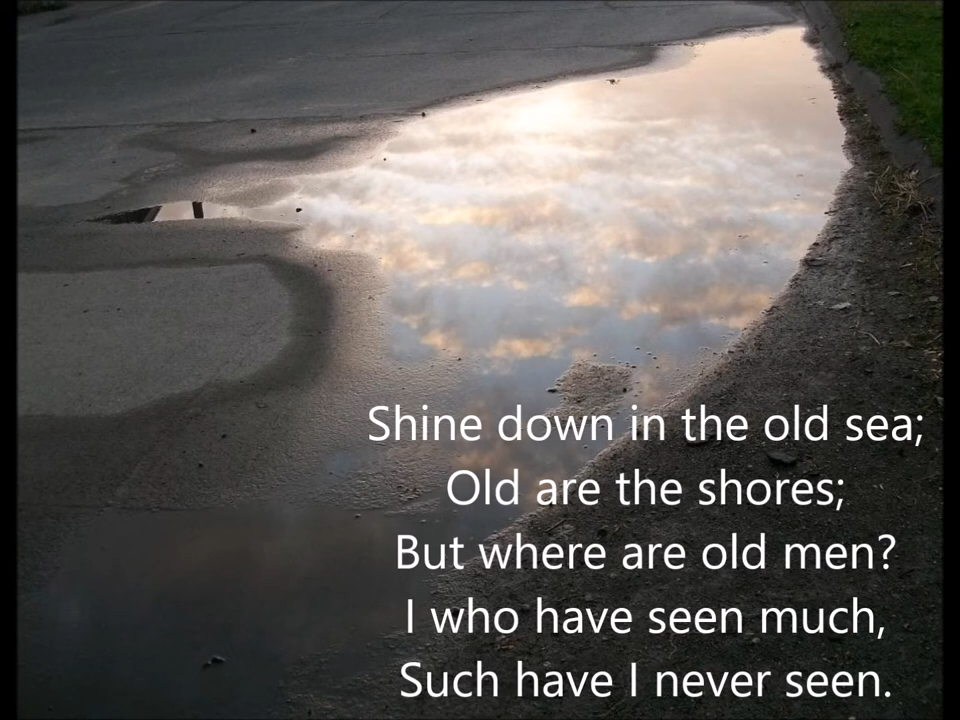 Shine down in the old sea;
Old are the shores;
But where are old men?
I who have seen much,
Such have I never seen.